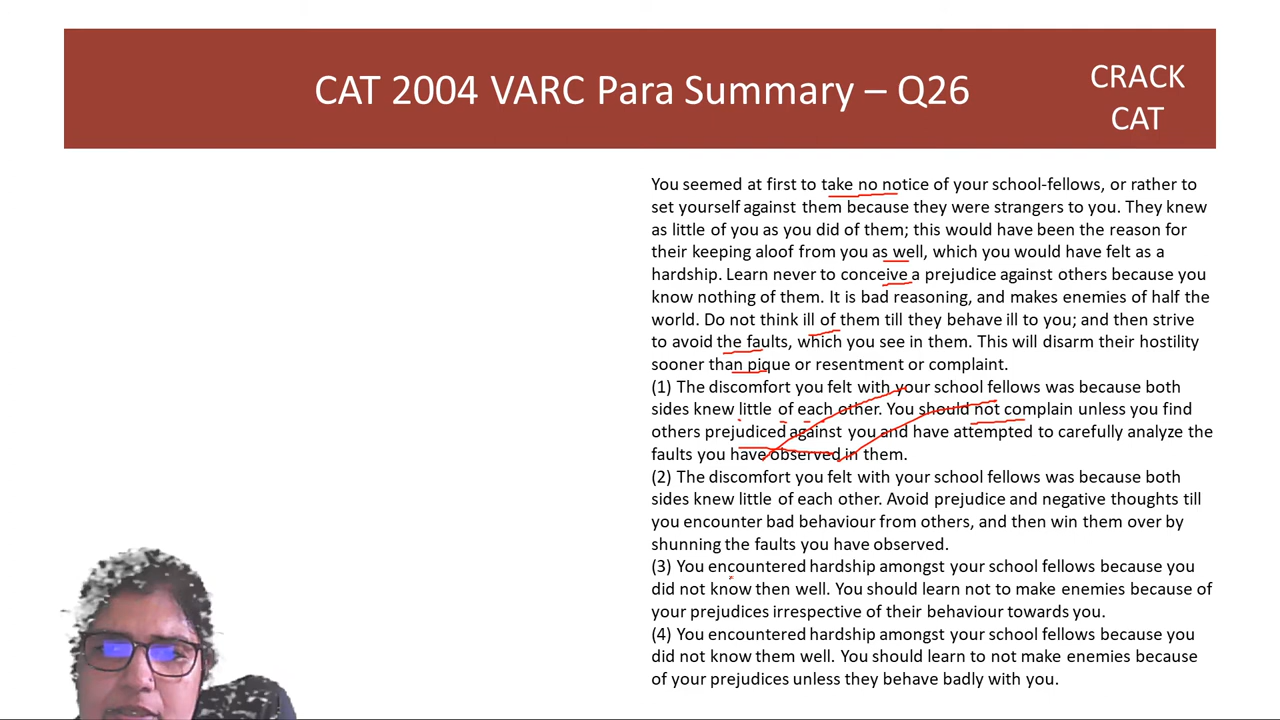 CAT 2004 VARC Para Summary – Q26
CRACK
CAT
You seemed at first to take no notice of your school-fellows, or rather to
set yourself against them because they were strangers to you. They knew
as little of you as you did of them; this would have been the reason for
their keeping aloof from you as well, which you would have felt as a
hardship. Learn never to conceive a prejudice against others because you
know nothing of them. It is bad reasoning, and makes enemies of half the
world. Do not think ill of them till they behave ill to you; and then strive
to avoid the faults, which you see in them. This will disarm their hostility
sooner than pique or resentment or complaint.
(1) The discomfort you felt with your school fellows was because both
sides knew little of each other. You should not complain unless you find
others prejudiced against you and have attempted to carefully analyze the
faults you have observed in them.
(2) The discomfort you felt with your school fellows was because both
sides knew little of each other. Avoid prejudice and negative thoughts till
you encounter bad behaviour from others, and then win them over by
shunning the faults you have observed.
(3) You encountered hardship amongst your school fellows because you
did not know then well. You should learn not to make enemies because of
your prejudices irrespective of their behaviour towards you.
(4) You encountered hardship amongst your school fellows because you
did not know them well. You should learn to not make enemies because
of your prejudices unless they behave badly with you.